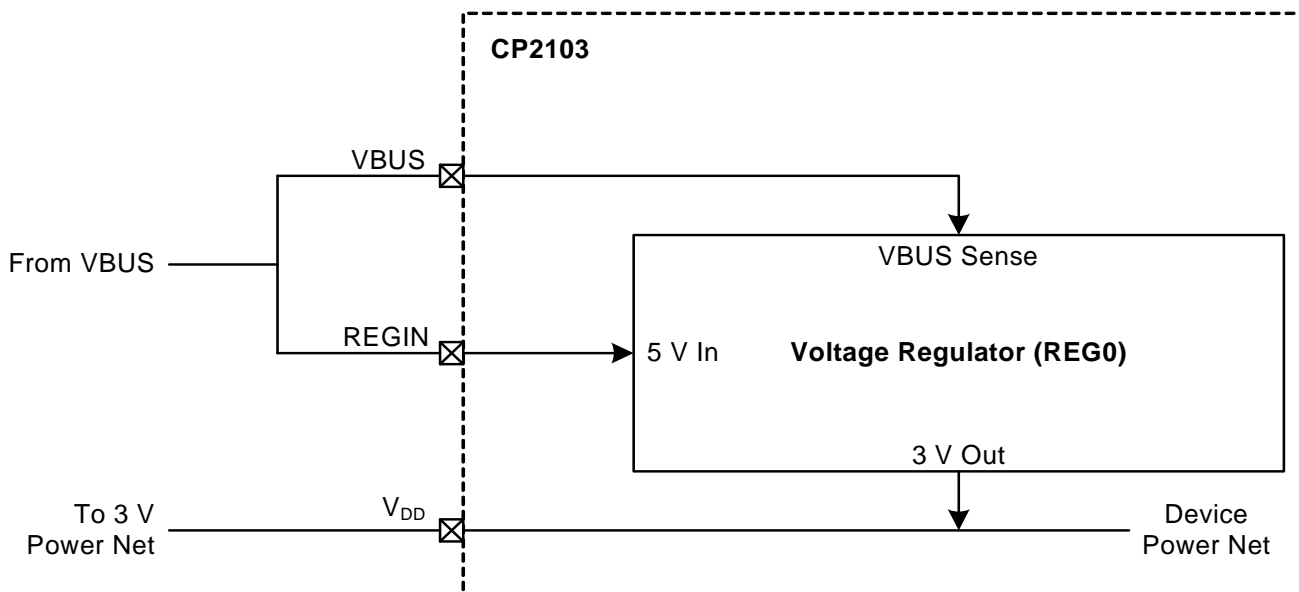 CP2103
VBUS
From VBUS
VBUS Sense
REGIN
5 V In
Voltage Regulator (REG0)
3 V Out
To 3 V
Power Net
VDD
Device
Power Net